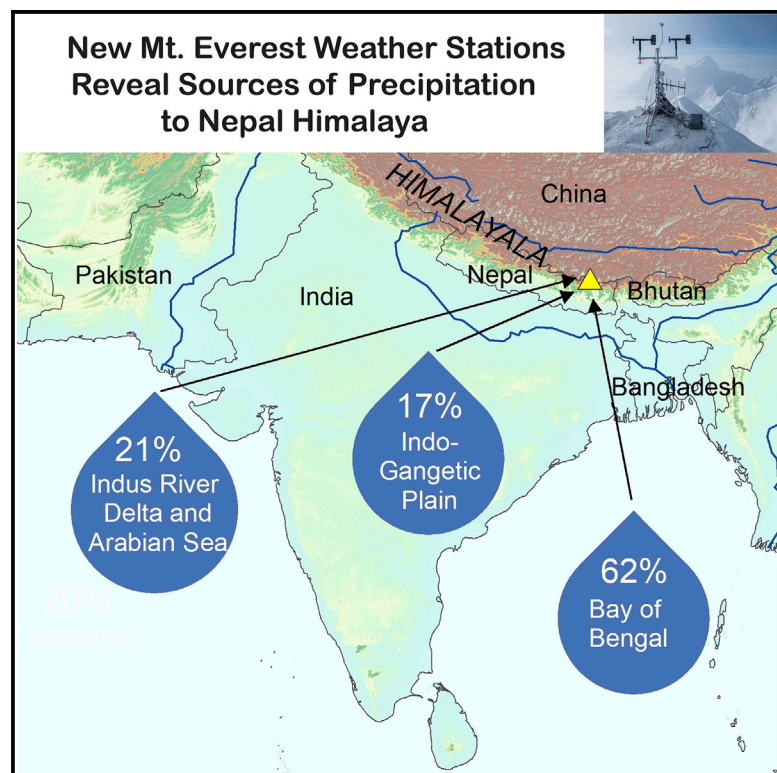 New Mt. Everest Weather Stations
Reveal Sources of Precipitation
to Nepal Himalaya
China
HIMALAYALA
Pakistan
India
Nepal
Bhutan
Bangladesh
21%
Indus River
Delta and
Arabian Sea
17%
Indo-
Gangetic
Plain
62%
Bay of
Bengal
20%